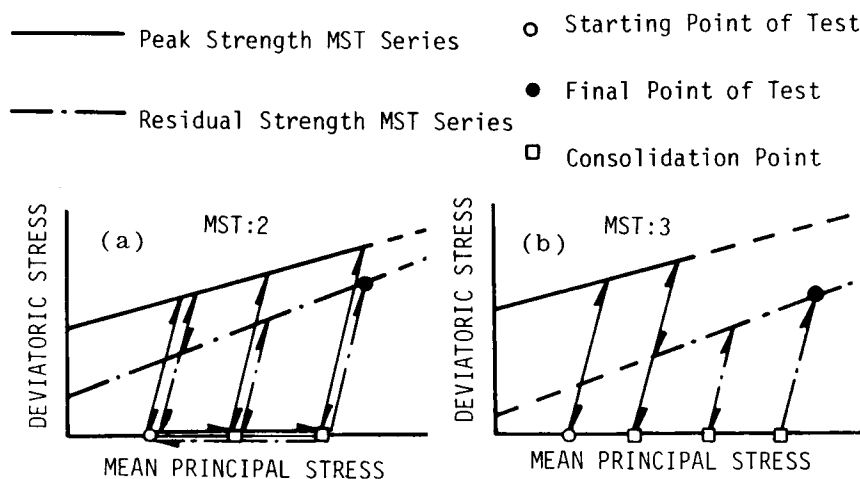 Peak Strength MST Series
Residual Strength MST Series
Starting Point of Test
Final Point of Test
Consolidation Point
(a) MST:2
DEVIATORIC STRESS
MEAN PRINCIPAL STRESS
(b) MST:3
DEVIATORIC STRESS
MEAN PRINCIPAL STRESS